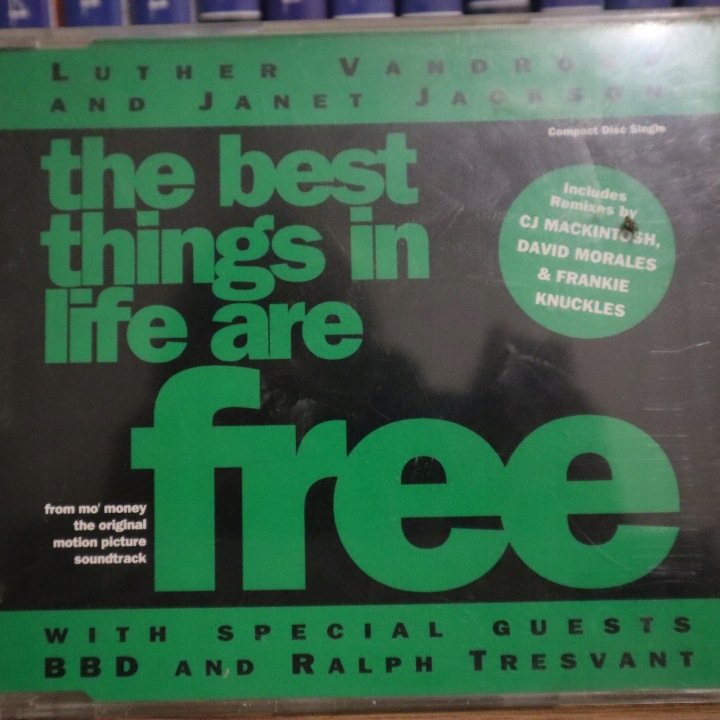 LUTHER VANDROSS
AND JANET JACKSON
Compact Disc Single
the best
things in
life are
free
Includes
Remixes by
CJ MACKINTOSH,
DAVID MORALES
& FRANKIE
KNUCKLES
from mo' money
the original
motion picture
soundtrack
WITH SPECIAL GUESTS
BBD AND RALPH TRESVANT